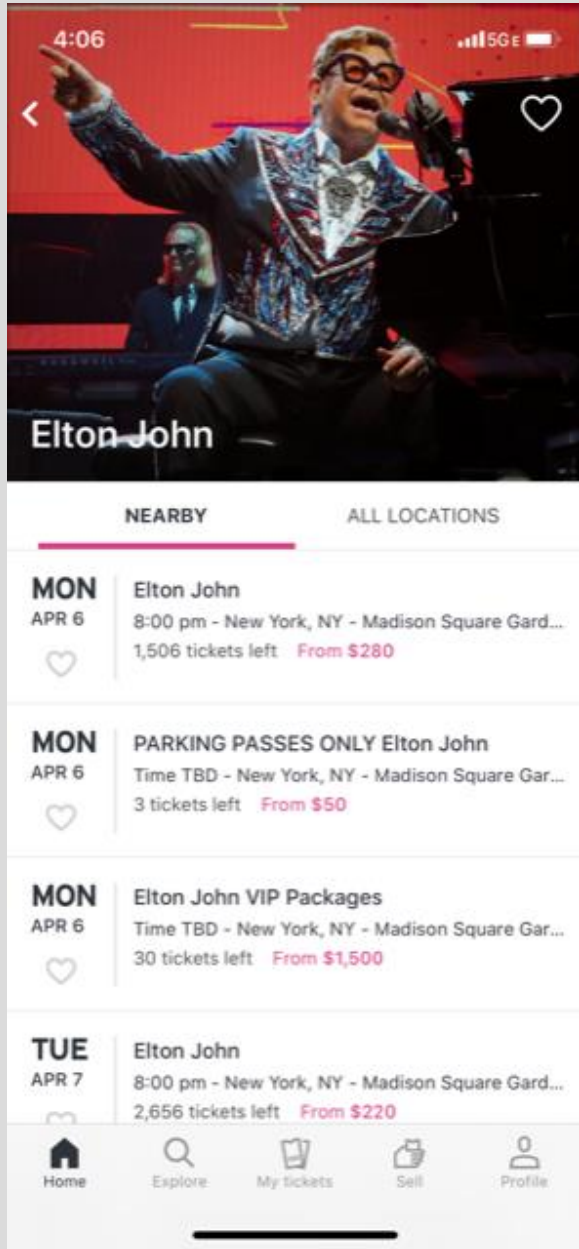 4:06
5GE
Elton John
NEARBY
ALL LOCATIONS
MON
APR 6
Elton John
8:00 pm - New York, NY - Madison Square Gard...
1,506 tickets left From $280
MON
APR 6
PARKING PASSES ONLY Elton John
Time TBD - New York, NY - Madison Square Gar...
3 tickets left From $50
MON
APR 6
Elton John VIP Packages
Time TBD - New York, NY - Madison Square Gar...
30 tickets left From $1,500
TUE
APR 7
Elton John
8:00 pm - New York, NY - Madison Square Gard...
2,656 tickets left From $220
Home
Explore
My tickets
Sell
Profile